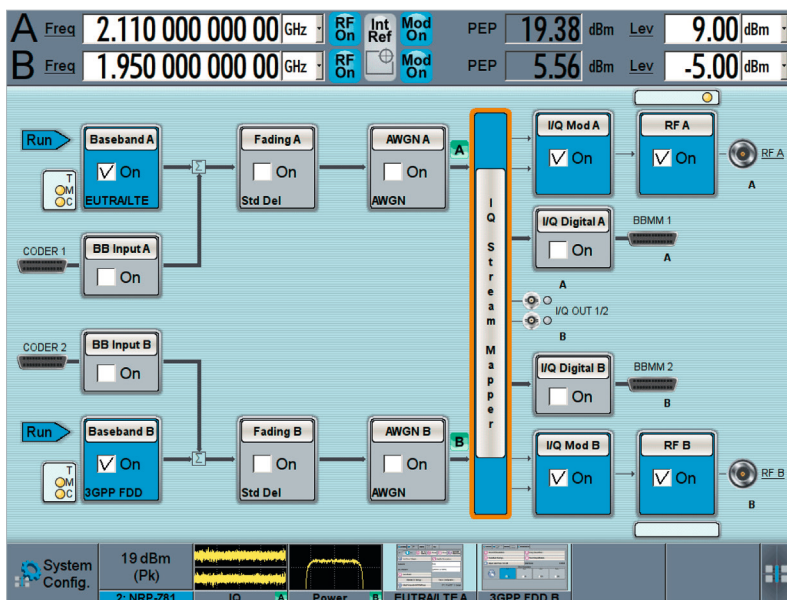 A Freq 2.110 000 000 00 GHz RF On Int Ref Mod On PEP 19.38 dBm Lev 9.00 dBm
B Freq 1.950 000 000 00 GHz RF On Mod On PEP 5.56 dBm Lev -5.00 dBm
Run
Baseband A
On
EUTRA/LTE
T
M
C
Σ
Fading A
On
Std Del
AWGN A
On
AWGN
A
I/Q Mod A
On
RF A
On
RF A
A
CODER 1
BB Input A
On
I/Q Digital A
On
BBMM 1
A
IQ Stream Mapper
A
I/Q OUT 1/2
B
CODER 2
BB Input B
On
I/Q Digital B
On
BBMM 2
B
Run
Baseband B
On
3GPP FDD
T
M
C
Σ
Fading B
On
Std Del
AWGN B
On
AWGN
B
I/Q Mod B
On
RF B
On
RF B
B
System Config.
19 dBm
(Pk)
2: NRP-Z81
IQ A
Power B
EUTRA/LTE A
3GPP FDD B